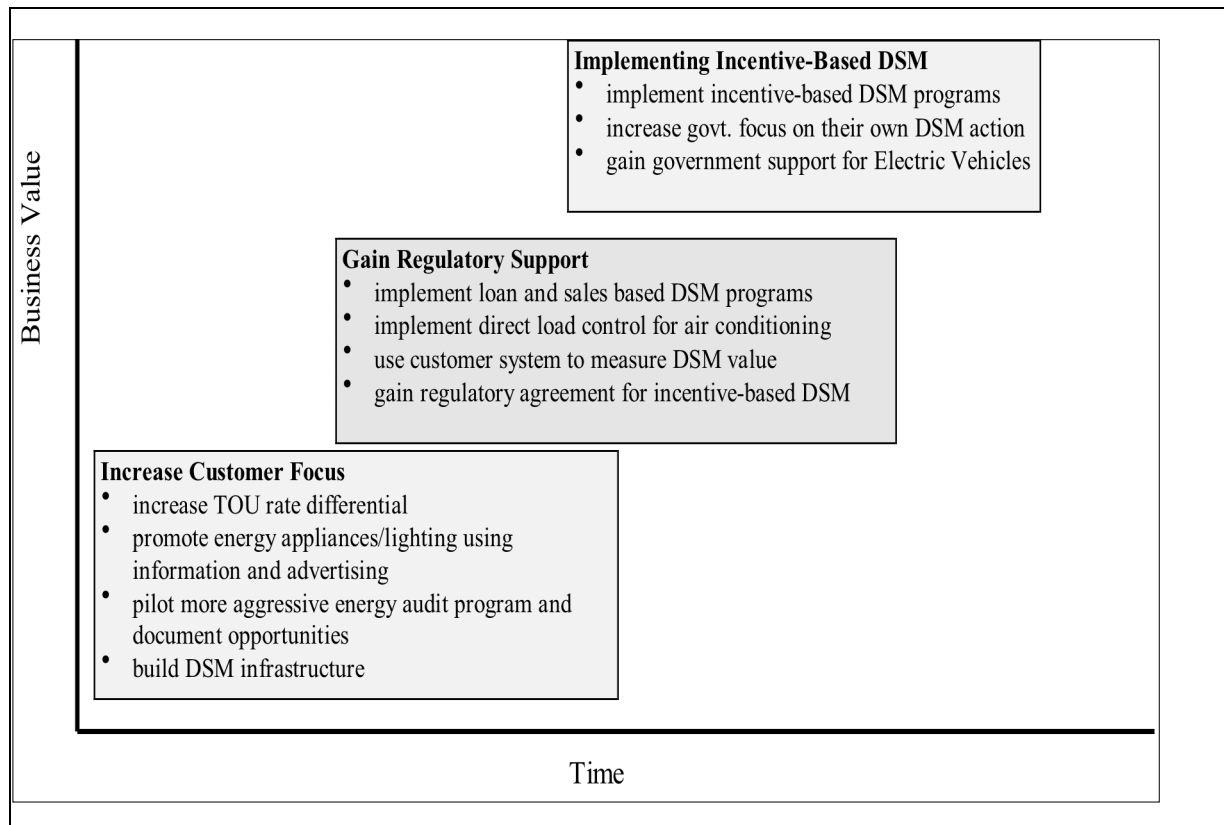 Business Value
Implementing Incentive-Based DSM
• implement incentive-based DSM programs
• increase govt. focus on their own DSM action
• gain government support for Electric Vehicles
Gain Regulatory Support
• implement loan and sales based DSM programs
• implement direct load control for air conditioning
• use customer system to measure DSM value
• gain regulatory agreement for incentive-based DSM
Increase Customer Focus
• increase TOU rate differential
• promote energy appliances/lighting using
information and advertising
• pilot more aggressive energy audit program and
document opportunities
• build DSM infrastructure
Time